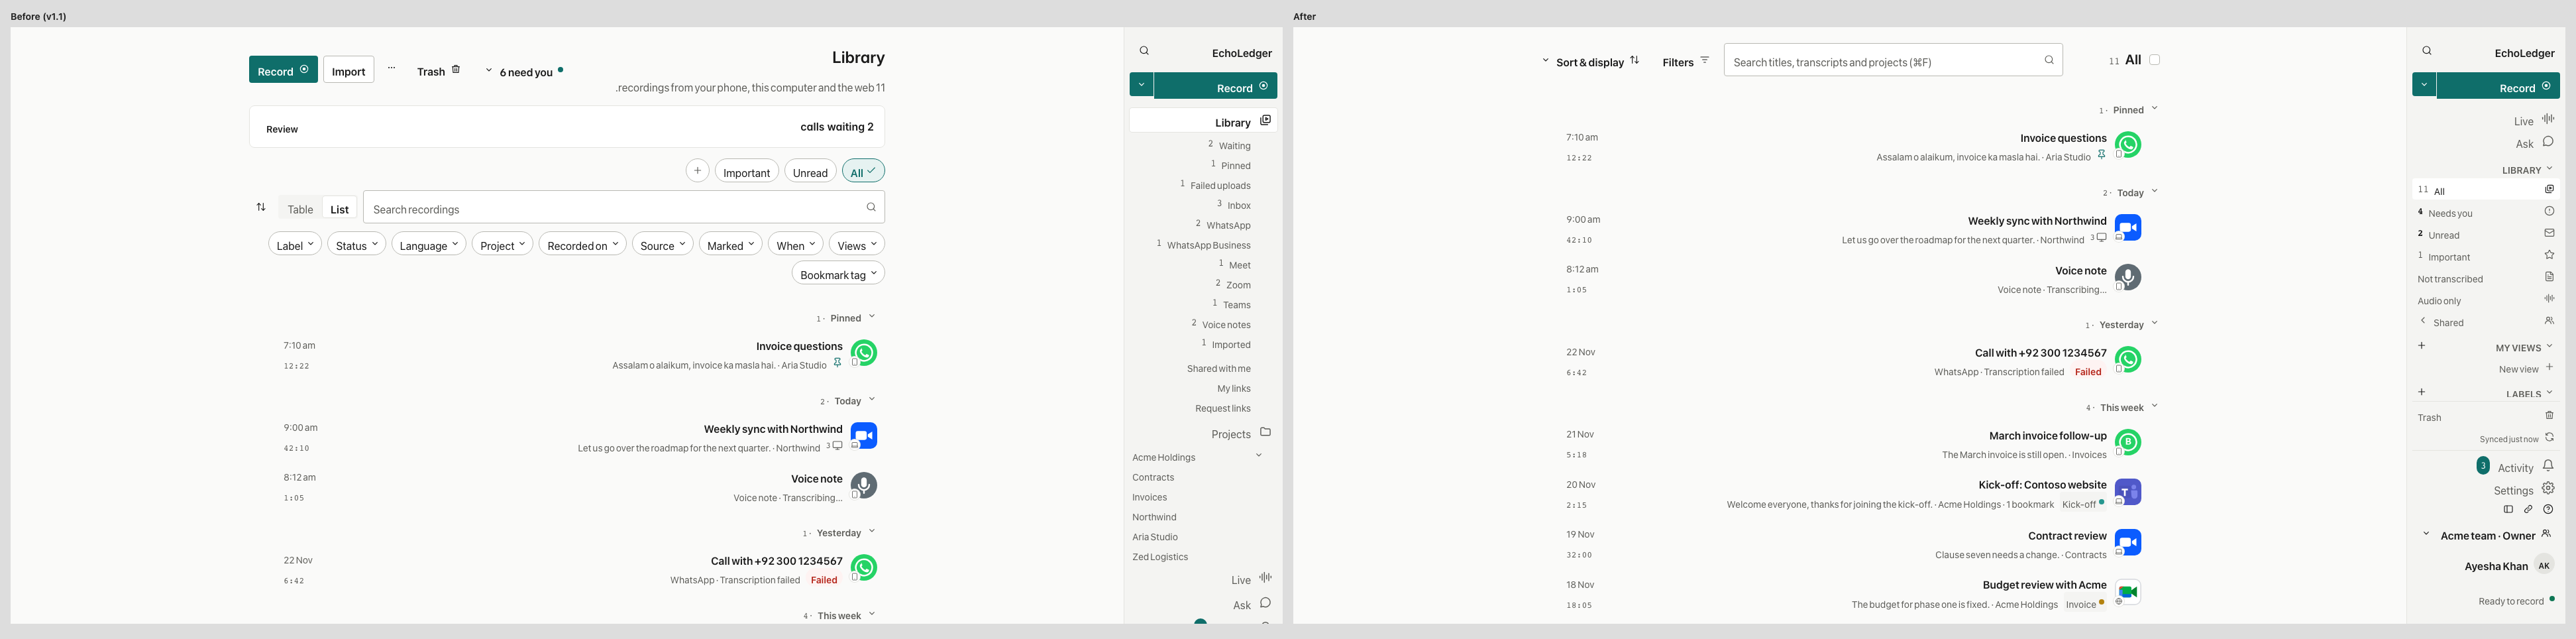 Before (v1.1)
Library
6 need you
Trash
...
Import
Record
.recordings from your phone, this computer and the web 11
calls waiting 2
Review
All
Unread
Important
+
Search recordings
List
Table
Views
When
Marked
Source
Recorded on
Project
Language
Status
Label
Bookmark tag
Pinned · 1
Invoice questions
7:10 am
Assalam o alaikum, invoice ka masla hai. · Aria Studio
12:22
Today · 2
Weekly sync with Northwind
9:00 am
3
Let us go over the roadmap for the next quarter. · Northwind
42:10
Voice note
8:12 am
Voice note · Transcribing...
1:05
Yesterday · 1
Call with +92 300 1234567
22 Nov
Failed
WhatsApp · Transcription failed
6:42
This week · 4
EchoLedger
Record
Library
Waiting 2
Pinned 1
Failed uploads 1
Inbox 3
WhatsApp 2
WhatsApp Business 1
Meet 1
Zoom 2
Teams 1
Voice notes 2
Imported 1
Shared with me
My links
Request links
Projects
Acme Holdings
Contracts
Invoices
Northwind
Aria Studio
Zed Logistics
Live
Ask
After
All 11
Search titles, transcripts and projects (⌘F)
Filters
Sort & display
Pinned · 1
Invoice questions
7:10 am
Assalam o alaikum, invoice ka masla hai. · Aria Studio
12:22
Today · 2
Weekly sync with Northwind
9:00 am
3
Let us go over the roadmap for the next quarter. · Northwind
42:10
Voice note
8:12 am
Voice note · Transcribing...
1:05
Yesterday · 1
Call with +92 300 1234567
22 Nov
Failed
WhatsApp · Transcription failed
6:42
This week · 4
B
March invoice follow-up
21 Nov
The March invoice is still open. · Invoices
5:18
T
Kick-off: Contoso website
20 Nov
Kick-off
Welcome everyone, thanks for joining the kick-off. · Acme Holdings · 1 bookmark
2:15
Contract review
19 Nov
Clause seven needs a change. · Contracts
32:00
Budget review with Acme
18 Nov
Invoice
The budget for phase one is fixed. · Acme Holdings
18:05
EchoLedger
Record
Live
Ask
LIBRARY
All 11
Needs you 4
Unread 2
Important 1
Not transcribed
Audio only
Shared
MY VIEWS
+
New view
+
LABELS
+
Trash
Synced just now
Activity
3
Settings
Acme team · Owner
AK
Ayesha Khan
Ready to record